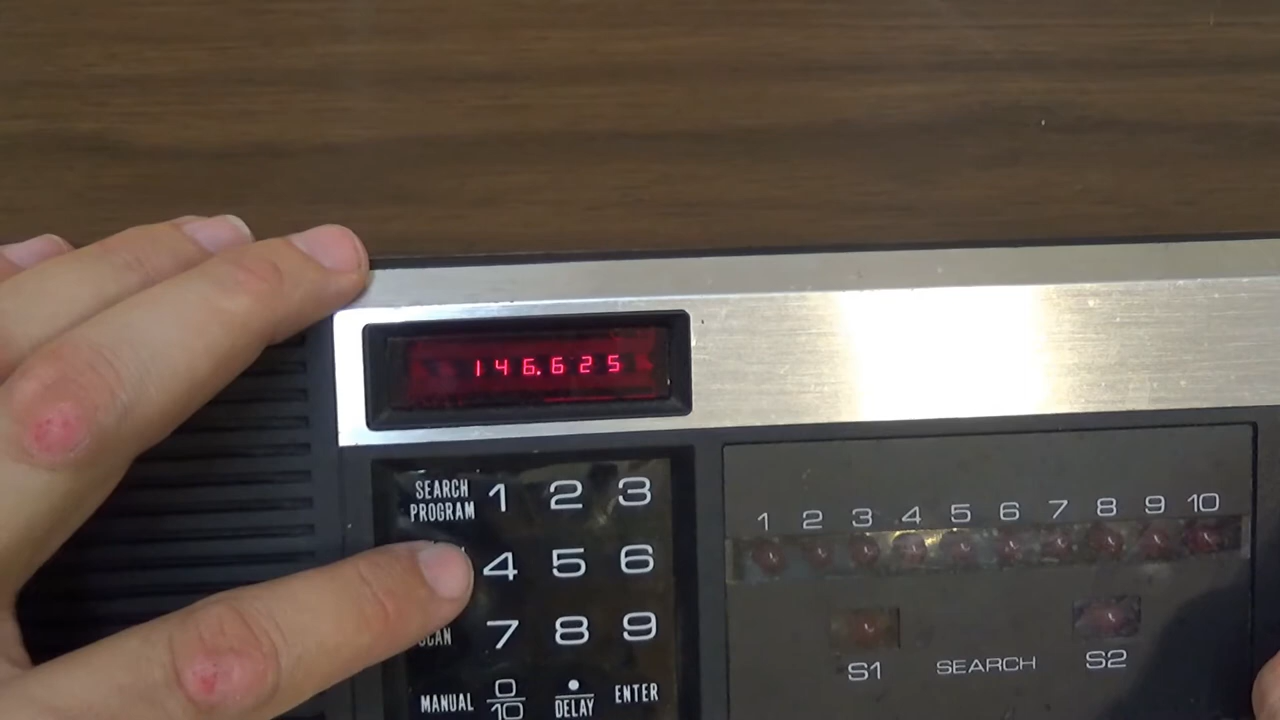 146.625
SEARCH PROGRAM 1 2 3
4 5 6
7 8 9
MANUAL 0/10 •/DELAY ENTER
1 2 3 4 5 6 7 8 9 10
S1 SEARCH S2